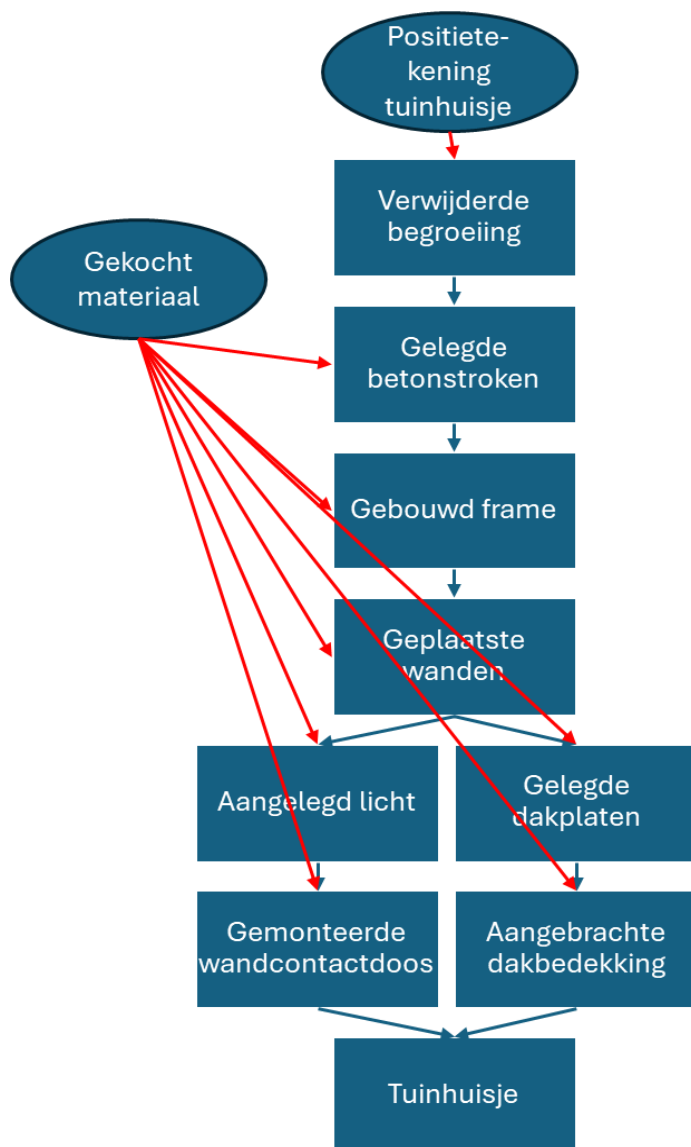 Positiete-
kening
tuinhuisje
Verwijderde
begroeiing
Gekocht
materiaal
Gelegde
betonstroken
Gebouwd frame
Geplaatste
wanden
Aangelegd licht
Gelegde
dakplaten
Gemonteerde
wandcontactdoos
Aangebrachte
dakbedekking
Tuinhuisje